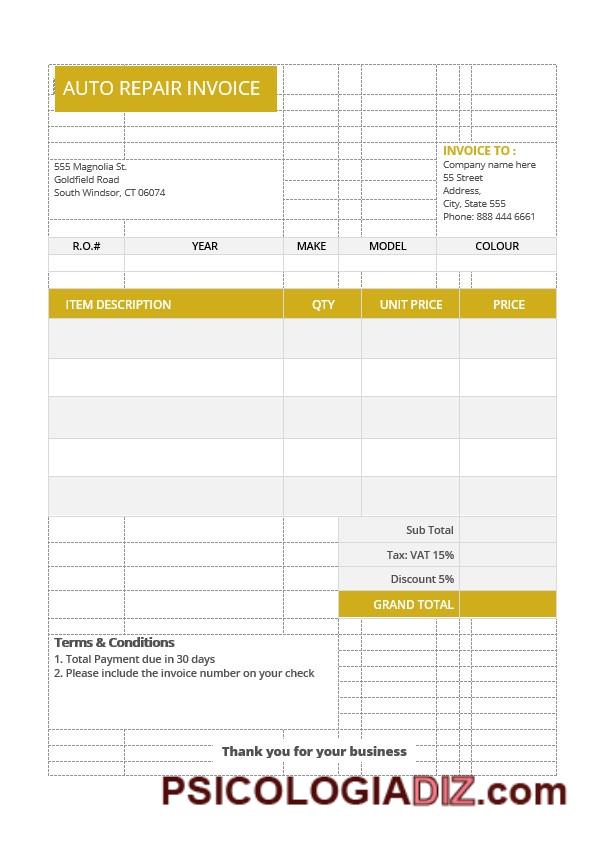 AUTO REPAIR INVOICE
555 Magnolia St.
Goldfield Road
South Windsor, CT 06074
INVOICE TO :
Company name here
55 Street
Address,
City, State 555
Phone: 888 444 6661
R.O.# YEAR MAKE MODEL COLOUR
ITEM DESCRIPTION QTY UNIT PRICE PRICE
Sub Total
Tax: VAT 15%
Discount 5%
GRAND TOTAL
Terms & Conditions
1. Total Payment due in 30 days
2. Please include the invoice number on your check
Thank you for your business
PSICOLOGIADIZ.com